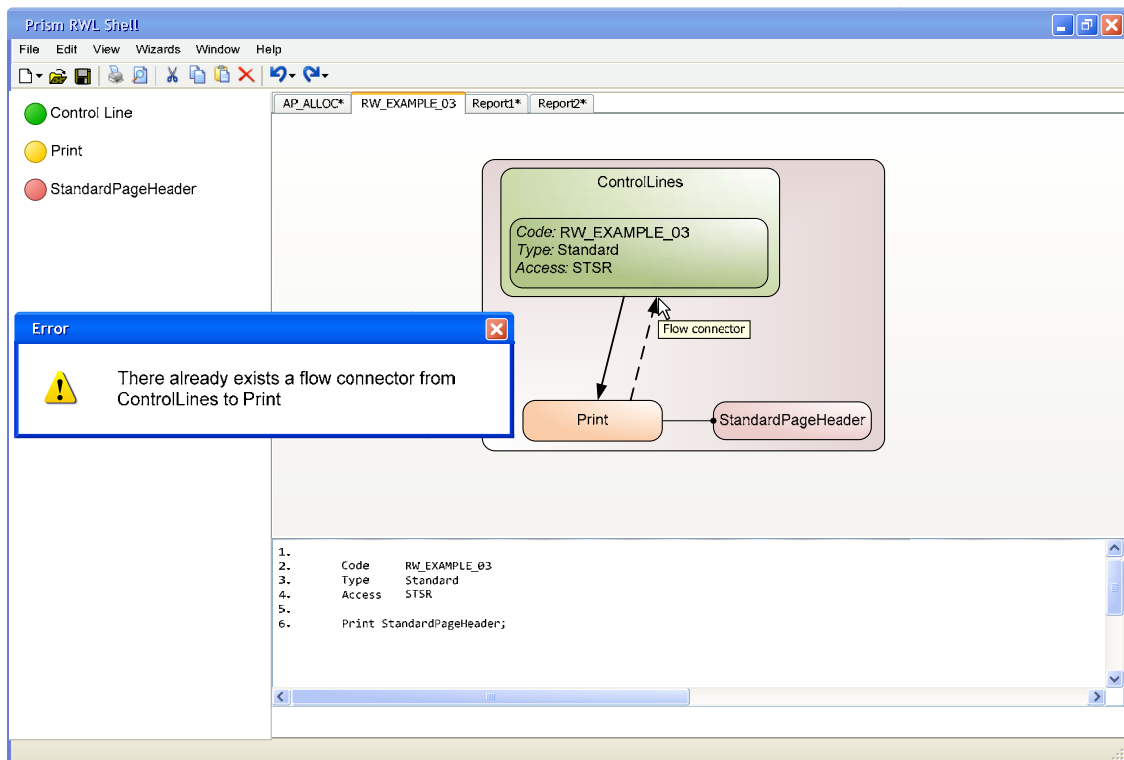 Prism RWL Shell
File Edit View Wizards Window Help
Control Line
Print
StandardPageHeader
AP_ALLOC* RW_EXAMPLE_03 Report1* Report2*
ControlLines
Code: RW_EXAMPLE_03
Type: Standard
Access: STSR
Flow connector
Print
StandardPageHeader
Error
There already exists a flow connector from
ControlLines to Print
1.
2. Code RW_EXAMPLE_03
3. Type Standard
4. Access STSR
5.
6. Print StandardPageHeader;